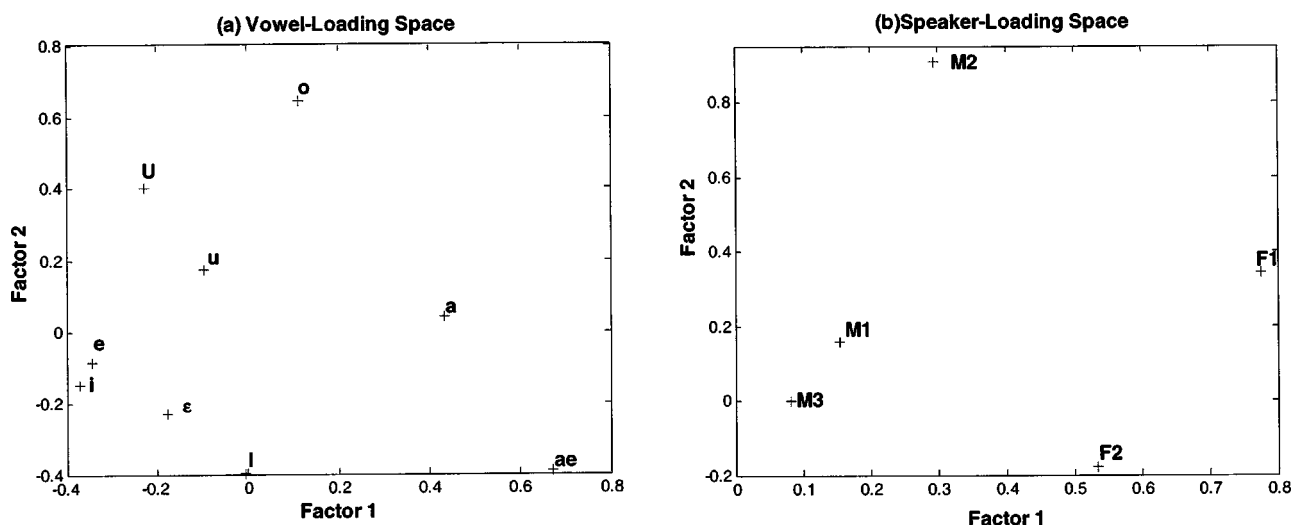 (a) Vowel-Loading Space
0.8
0.6
0.4
0.2
0
-0.2
-0.4
-0.4
-0.2
0
0.2
0.4
0.6
0.8
Factor 2
Factor 1
o
U
u
a
e
i
ε
I
ae
(b)Speaker-Loading Space
0.8
0.6
0.4
0.2
0
-0.2
0
0.1
0.2
0.3
0.4
0.5
0.6
0.7
0.8
Factor 2
Factor 1
M2
F1
M1
M3
F2